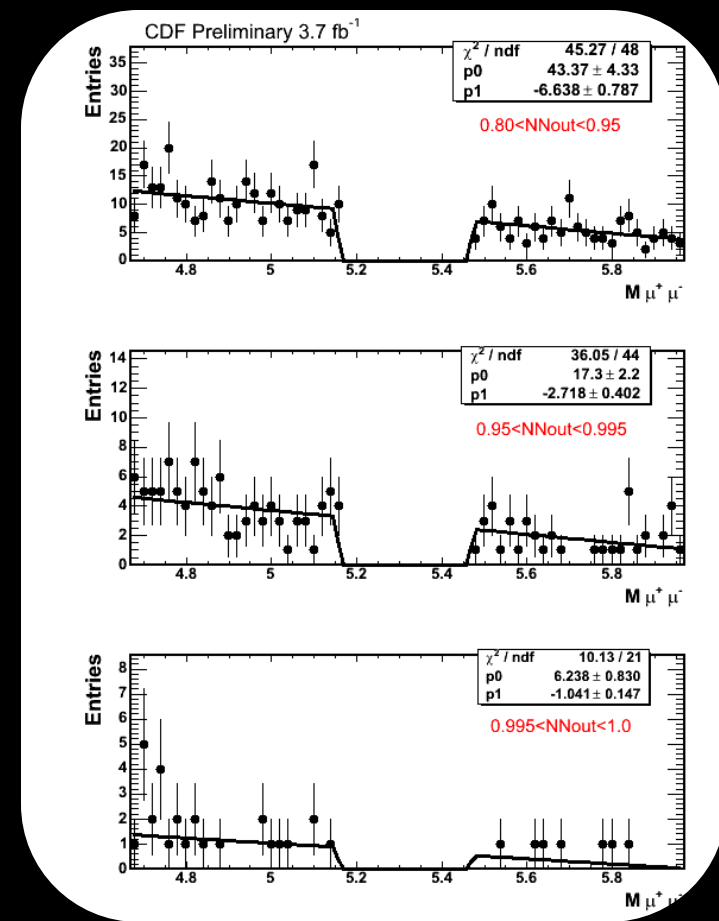 CDF Preliminary 3.7 fb⁻¹
Entries
χ² / ndf 45.27 / 48
p0 43.37 ± 4.33
p1 -6.638 ± 0.787
0.80<NNout<0.95
35
30
25
20
15
10
5
0
4.8 5 5.2 5.4 5.6 5.8
M μ⁺ μ⁻
Entries
χ² / ndf 36.05 / 44
p0 17.3 ± 2.2
p1 -2.718 ± 0.402
0.95<NNout<0.995
14
12
10
8
6
4
2
0
4.8 5 5.2 5.4 5.6 5.8
M μ⁺ μ⁻
Entries
χ² / ndf 10.13 / 21
p0 6.238 ± 0.830
p1 -1.041 ± 0.147
0.995<NNout<1.0
8
7
6
5
4
3
2
1
0
4.8 5 5.2 5.4 5.6 5.8
M μ⁺ μ⁻